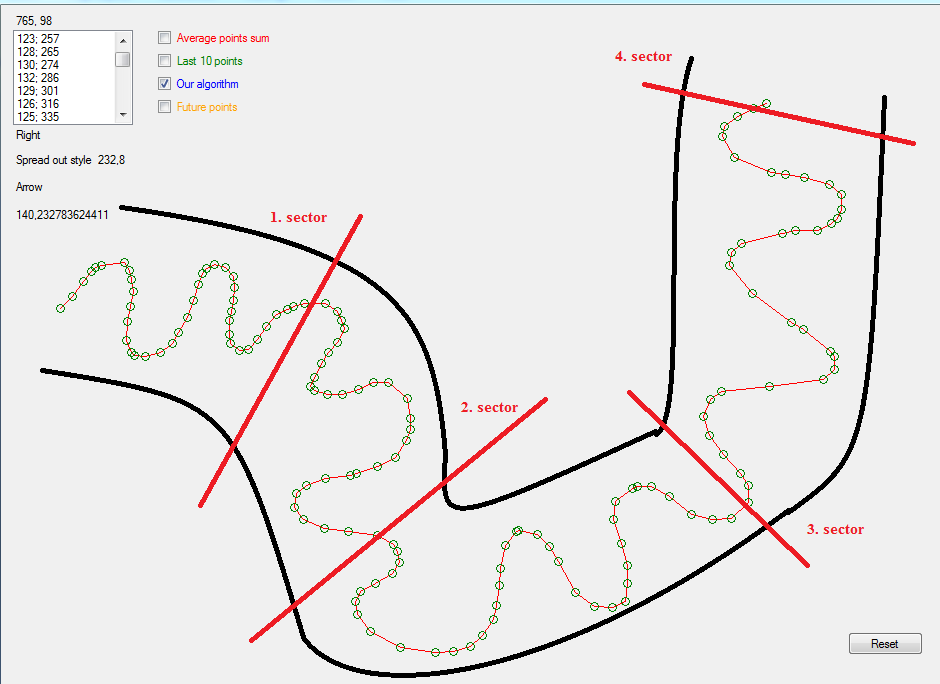 765, 98
123; 257
128; 265
130; 274
132; 286
129; 301
126; 316
125; 335
Average points sum
Last 10 points
Our algorithm
Future points
Right
Spread out style 232,8
Arrow
140,232783624411
1. sector
2. sector
3. sector
4. sector
Reset